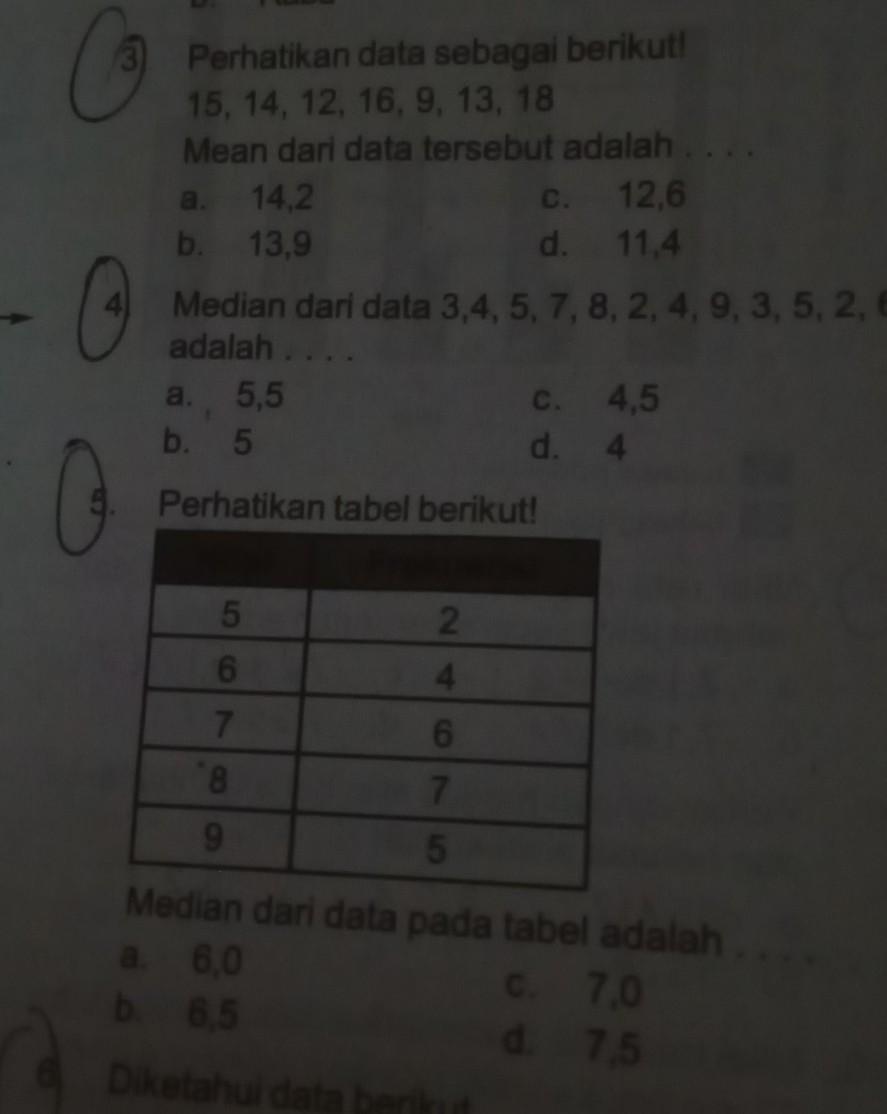 3) Perhatikan data sebagai berikut!
15, 14, 12, 16, 9, 13, 18
Mean dari data tersebut adalah . . . .
a. 14,2 c. 12,6
b. 13,9 d. 11,4
4) Median dari data 3,4, 5, 7, 8, 2, 4, 9, 3, 5, 2,
adalah . . . .
a. 5,5 c. 4,5
b. 5 d. 4
5. Perhatikan tabel berikut!
Frekuensi
5 2
6 4
7 6
8 7
9 5
Median dari data pada tabel adalah . . . .
a. 6,0 c. 7,0
b. 6,5 d. 7,5
6) Diketahui data berikut